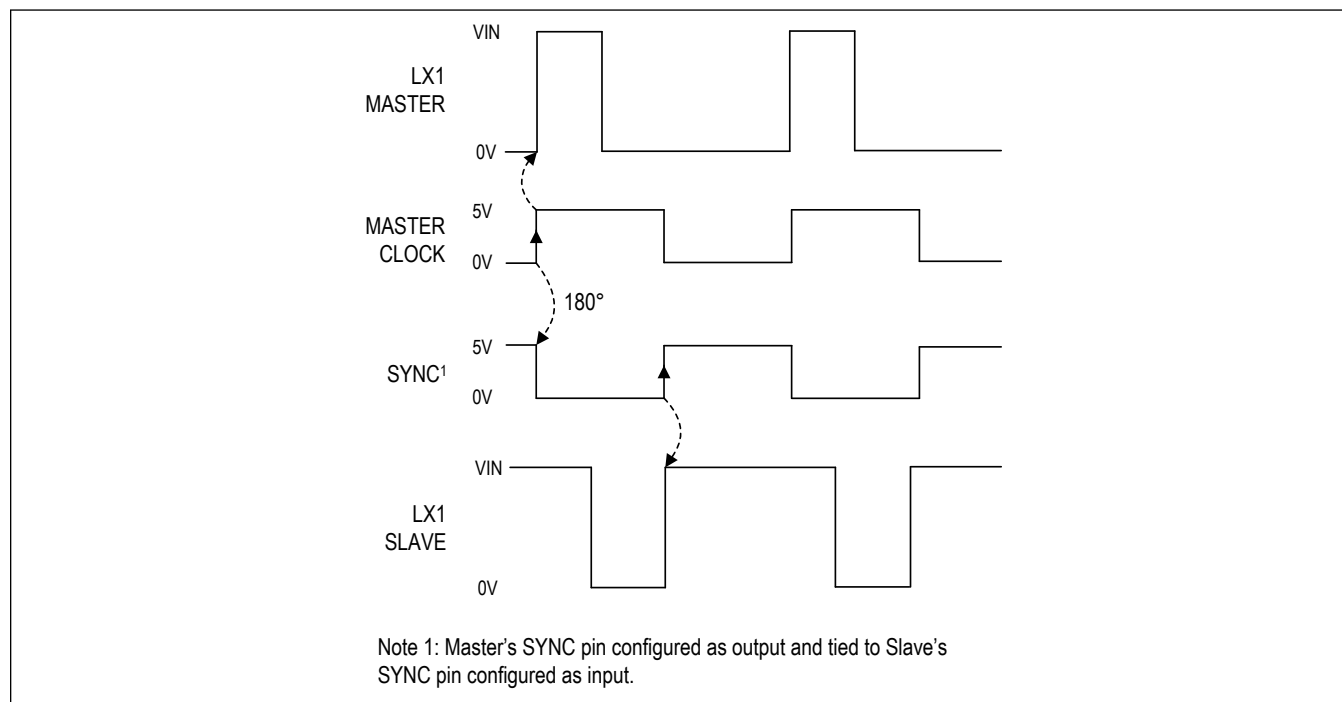 VIN
LX1
MASTER
0V
5V
MASTER
CLOCK
0V
180°
5V
SYNC¹
0V
VIN
LX1
SLAVE
0V
Note 1: Master’s SYNC pin configured as output and tied to Slave’s
SYNC pin configured as input.